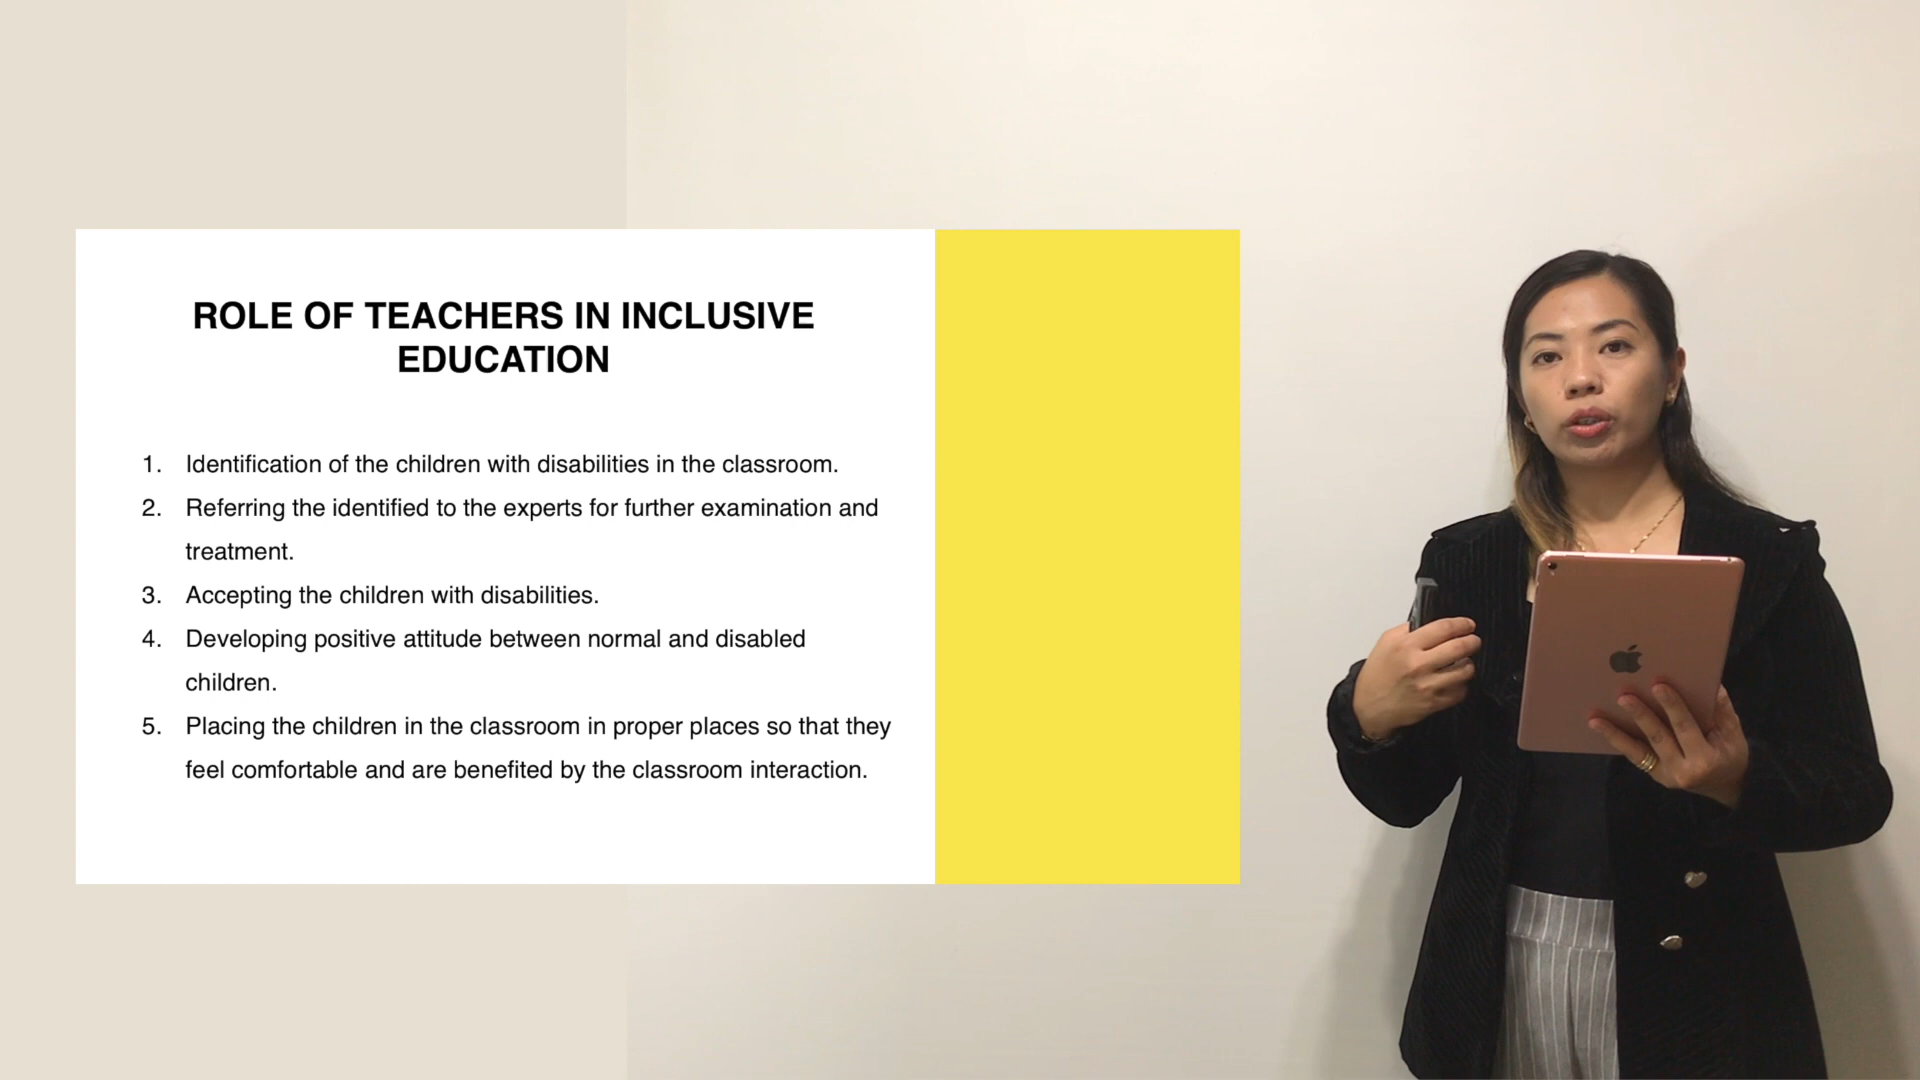 ROLE OF TEACHERS IN INCLUSIVE
EDUCATION
1. Identification of the children with disabilities in the classroom.
2. Referring the identified to the experts for further examination and
treatment.
3. Accepting the children with disabilities.
4. Developing positive attitude between normal and disabled
children.
5. Placing the children in the classroom in proper places so that they
feel comfortable and are benefited by the classroom interaction.